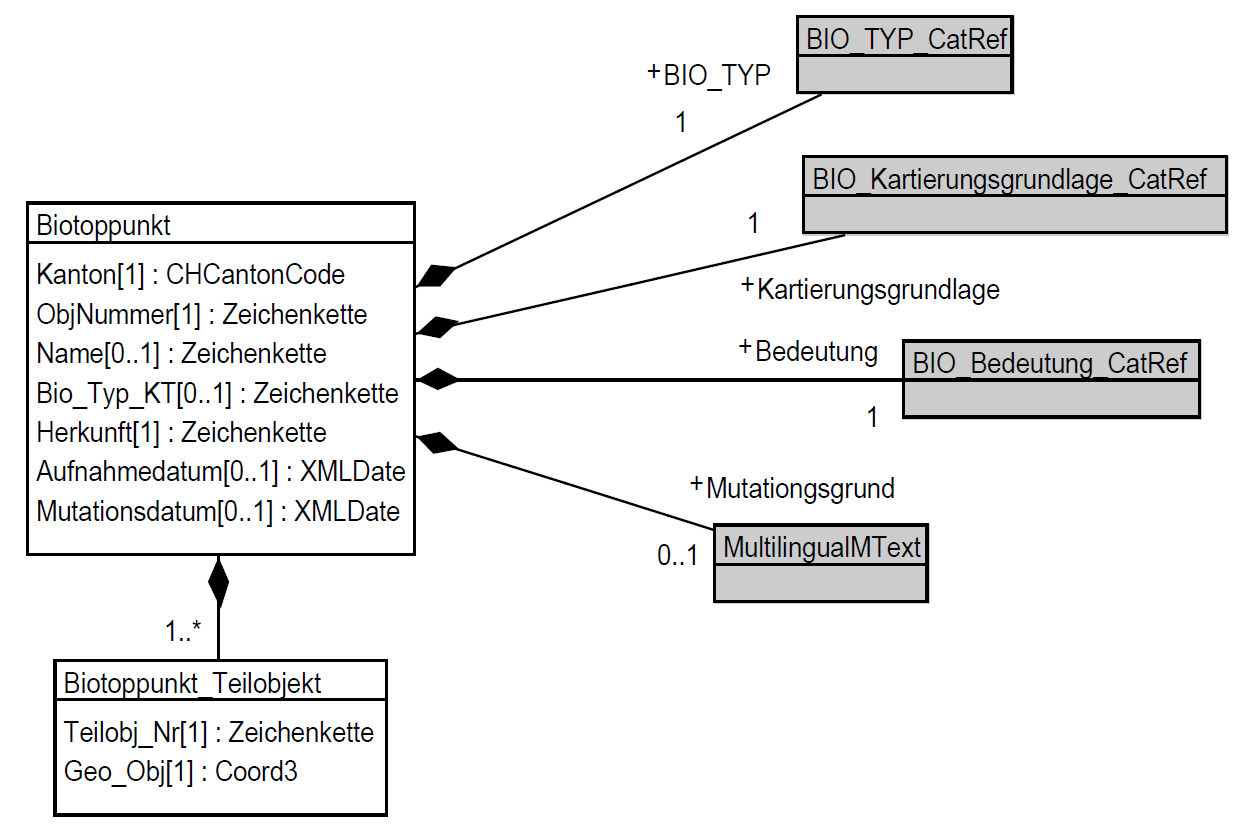 BIO_TYP_CatRef
+BIO_TYP
1
BIO_Kartierungsgrundlage_CatRef
1
+Kartierungsgrundlage
Biotoppunkt
Kanton[1] : CHCantonCode
ObjNummer[1] : Zeichenkette
Name[0..1] : Zeichenkette
Bio_Typ_KT[0..1] : Zeichenkette
Herkunft[1] : Zeichenkette
Aufnahmedatum[0..1] : XMLDate
Mutationsdatum[0..1] : XMLDate
+Bedeutung
BIO_Bedeutung_CatRef
1
+Mutationgsgrund
0..1
MultilingualMText
1..*
Biotoppunkt_Teilobjekt
Teilobj_Nr[1] : Zeichenkette
Geo_Obj[1] : Coord3